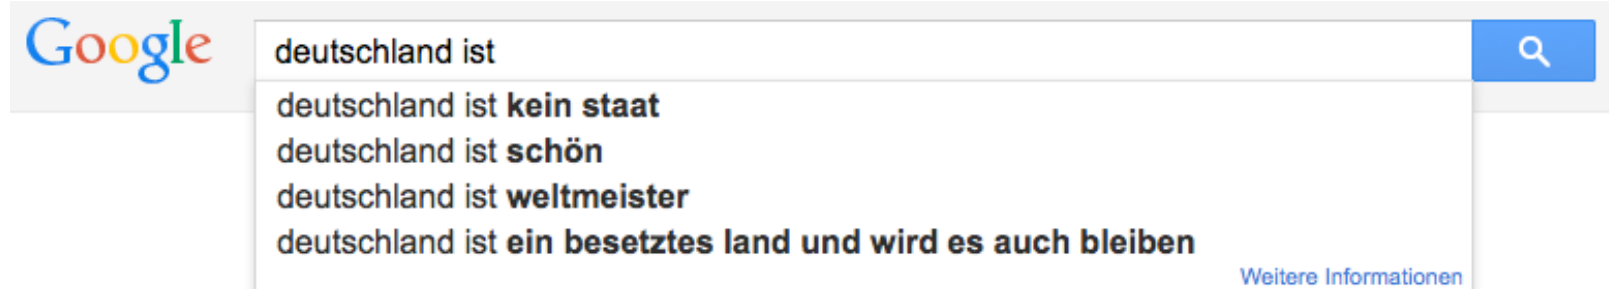 Google
deutschland ist
deutschland ist kein staat
deutschland ist schön
deutschland ist weltmeister
deutschland ist ein besetztes land und wird es auch bleiben
Weitere Informationen